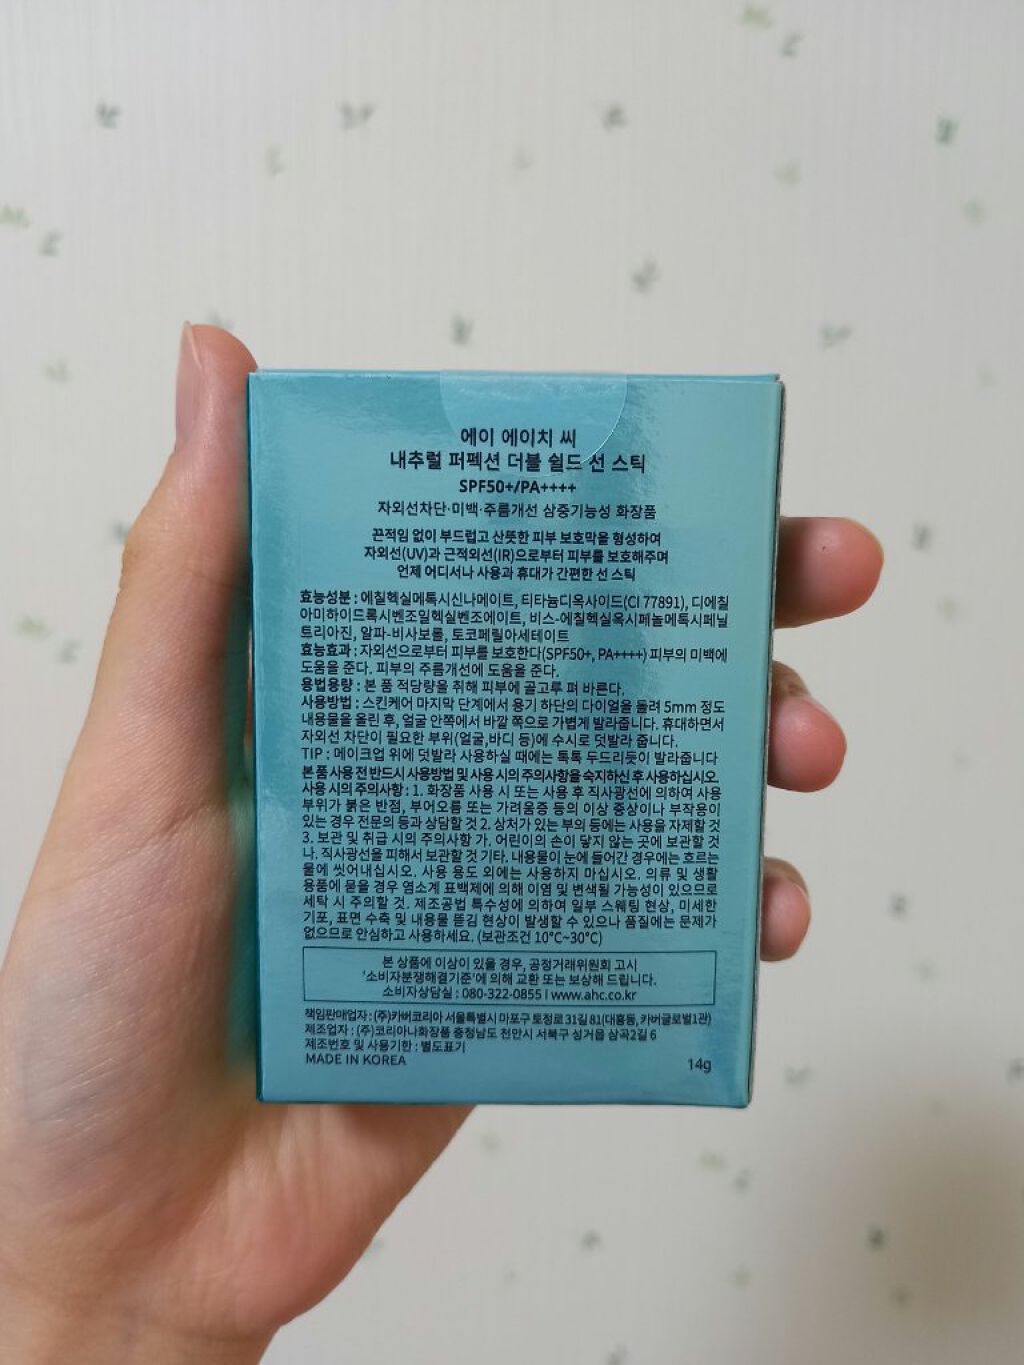 에이 에이치 씨
내추럴 퍼펙션 더블 쉴드 선 스틱
SPF50+/PA++++
자외선차단·미백·주름개선 삼중기능성 화장품
끈적임 없이 부드럽고 산뜻한 피부 보호막을 형성하여
자외선(UV)과 근적외선(IR)으로부터 피부를 보호해주며
언제 어디서나 사용과 휴대가 간편한 선 스틱
효능성분 : 에칠헥실메톡시신나메이트, 티타늄디옥사이드(CI 77891), 디에칠
아미하이드록시벤조일헥실벤조에이트, 비스-에칠헥실옥시페놀메톡시페닐
트리아진, 알파-비사보롤, 토코페릴아세테이트
효능효과 : 자외선으로부터 피부를 보호한다(SPF50+, PA++++) 피부의 미백에
도움을 준다. 피부의 주름개선에 도움을 준다.
용법용량 : 본 품 적당량을 취해 피부에 골고루 펴 바른다.
사용방법 : 스킨케어 마지막 단계에서 용기 하단의 다이얼을 돌려 5mm 정도
내용물을 올린 후, 얼굴 안쪽에서 바깥 쪽으로 가볍게 발라줍니다. 휴대하면서
자외선 차단이 필요한 부위(얼굴,바디 등)에 수시로 덧발라 줍니다.
TIP : 메이크업 위에 덧발라 사용하실 때에는 톡톡 두드리듯이 발라줍니다
본 품 사용 전 반드시 사용방법 및 사용 시의 주의사항을 숙지하신 후 사용하십시오.
사용 시의 주의사항 : 1. 화장품 사용 시 또는 사용 후 직사광선에 의하여 사용
부위가 붉은 반점, 부어오름 또는 가려움증 등의 이상 증상이나 부작용이
있는 경우 전문의 등과 상담할 것 2. 상처가 있는 부위 등에는 사용을 자제할 것
3. 보관 및 취급 시의 주의사항 가. 어린이의 손이 닿지 않는 곳에 보관할 것
나. 직사광선을 피해서 보관할 것 기타. 내용물이 눈에 들어간 경우에는 흐르는
물에 씻어내십시오. 사용 용도 외에는 사용하지 마십시오. 의류 및 생활
용품에 묻을 경우 염소계 표백제에 의해 이염 및 변색될 가능성이 있으므로
세탁 시 주의할 것. 제조공법 특수성에 의하여 일부 스웨팅 현상, 미세한
기포, 표면 수축 및 내용물 뜯김 현상이 발생할 수 있으나 품질에는 문제가
없으므로 안심하고 사용하세요. (보관조건 10°C~30°C)
본 상품에 이상이 있을 경우, 공정거래위원회 고시
'소비자분쟁해결기준'에 의해 교환 또는 보상해 드립니다.
소비자상담실 : 080-322-0855 l www.ahc.co.kr
책임판매업자 : (주)카버코리아 서울특별시 마포구 토정로 31길 81(대흥동, 카버글로벌1관)
제조업자 : (주)코리아나화장품 충청남도 천안시 서북구 성거읍 삼곡2길 6
제조번호 및 사용기한 : 별도표기
MADE IN KOREA
14g